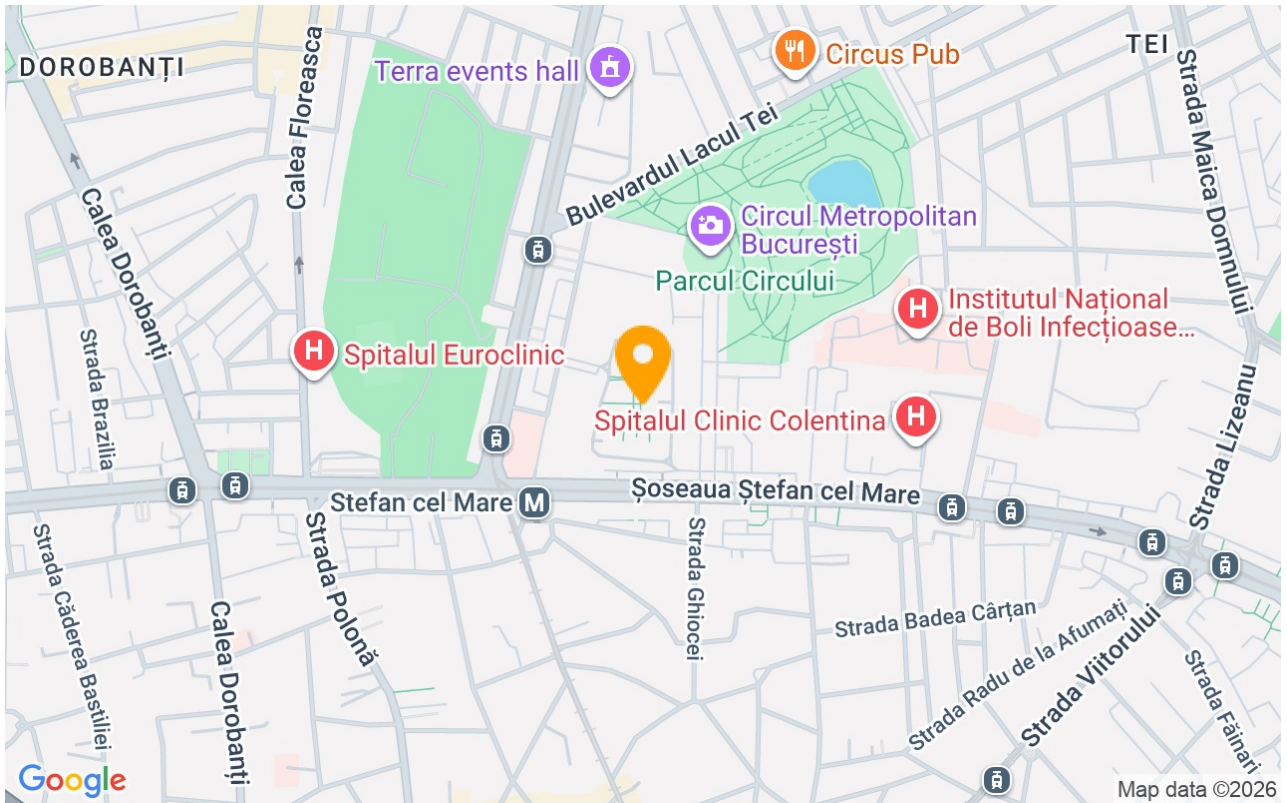 DOROBANȚI
Calea Floreasca
Terra events hall
Circus Pub
TEI
Strada Maica Domnului
Bulevardul Lacul Tei
Calea Dorobanți
Circul Metropolitan
București
Parcul Circului
Institutul Național
de Boli Infecțioase...
Strada Brazilia
Spitalul Euroclinic
H
H
H
Spitalul Clinic Colentina
Strada Lizeanu
Stefan cel Mare
M
Șoseaua Ștefan cel Mare
Strada Căderea Bastiliei
Calea Dorobanți
Strada Polonă
Strada Ghiocei
Strada Badea Cârțan
Strada Radu de la Afumați
Strada Viitorului
Strada Făinari
Google
Map data ©2026